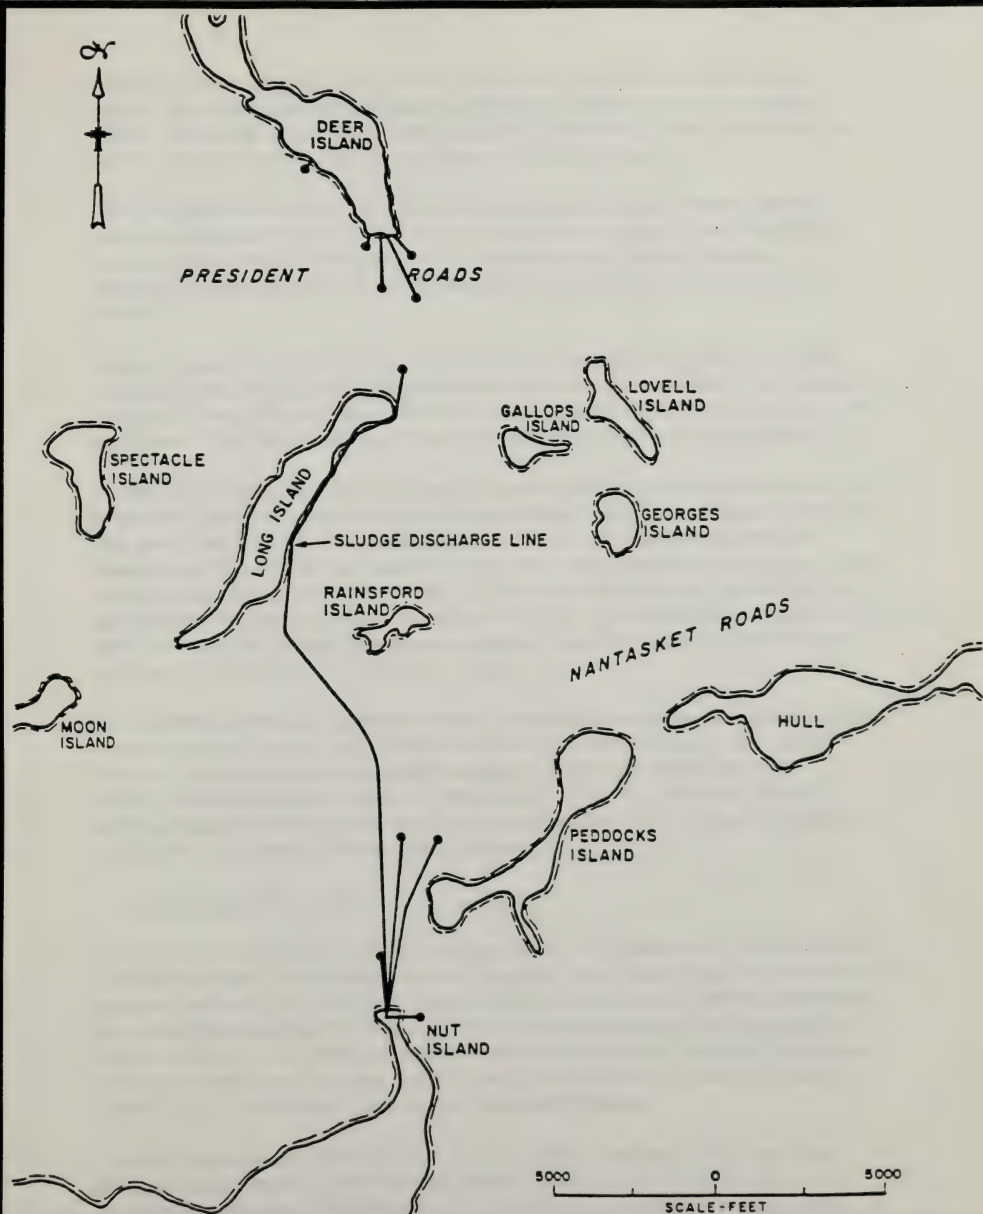 N
DEER
ISLAND
PRESIDENT ROADS
LOVELL
ISLAND
GALLOPS
ISLAND
SPECTACLE
ISLAND
LONG ISLAND
GEORGES
ISLAND
SLUDGE DISCHARGE LINE
RAINSFORD
ISLAND
NANTASKET ROADS
MOON
ISLAND
HULL
PEDDOCKS
ISLAND
NUT
ISLAND
5000 0 5000
SCALE-FEET